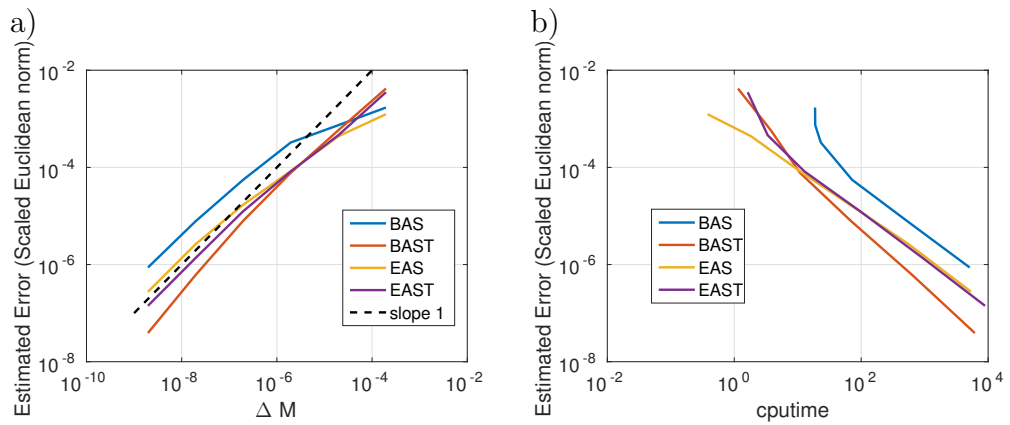 a)
Estimated Error (Scaled Euclidean norm)
10^-2
10^-4
10^-6
10^-8
10^-10
10^-8
10^-6
10^-4
10^-2
Δ M
BAS
BAST
EAS
EAST
slope 1
b)
Estimated Error (Scaled Euclidean norm)
10^-2
10^-4
10^-6
10^-8
10^-2
10^0
10^2
10^4
cputime
BAS
BAST
EAS
EAST